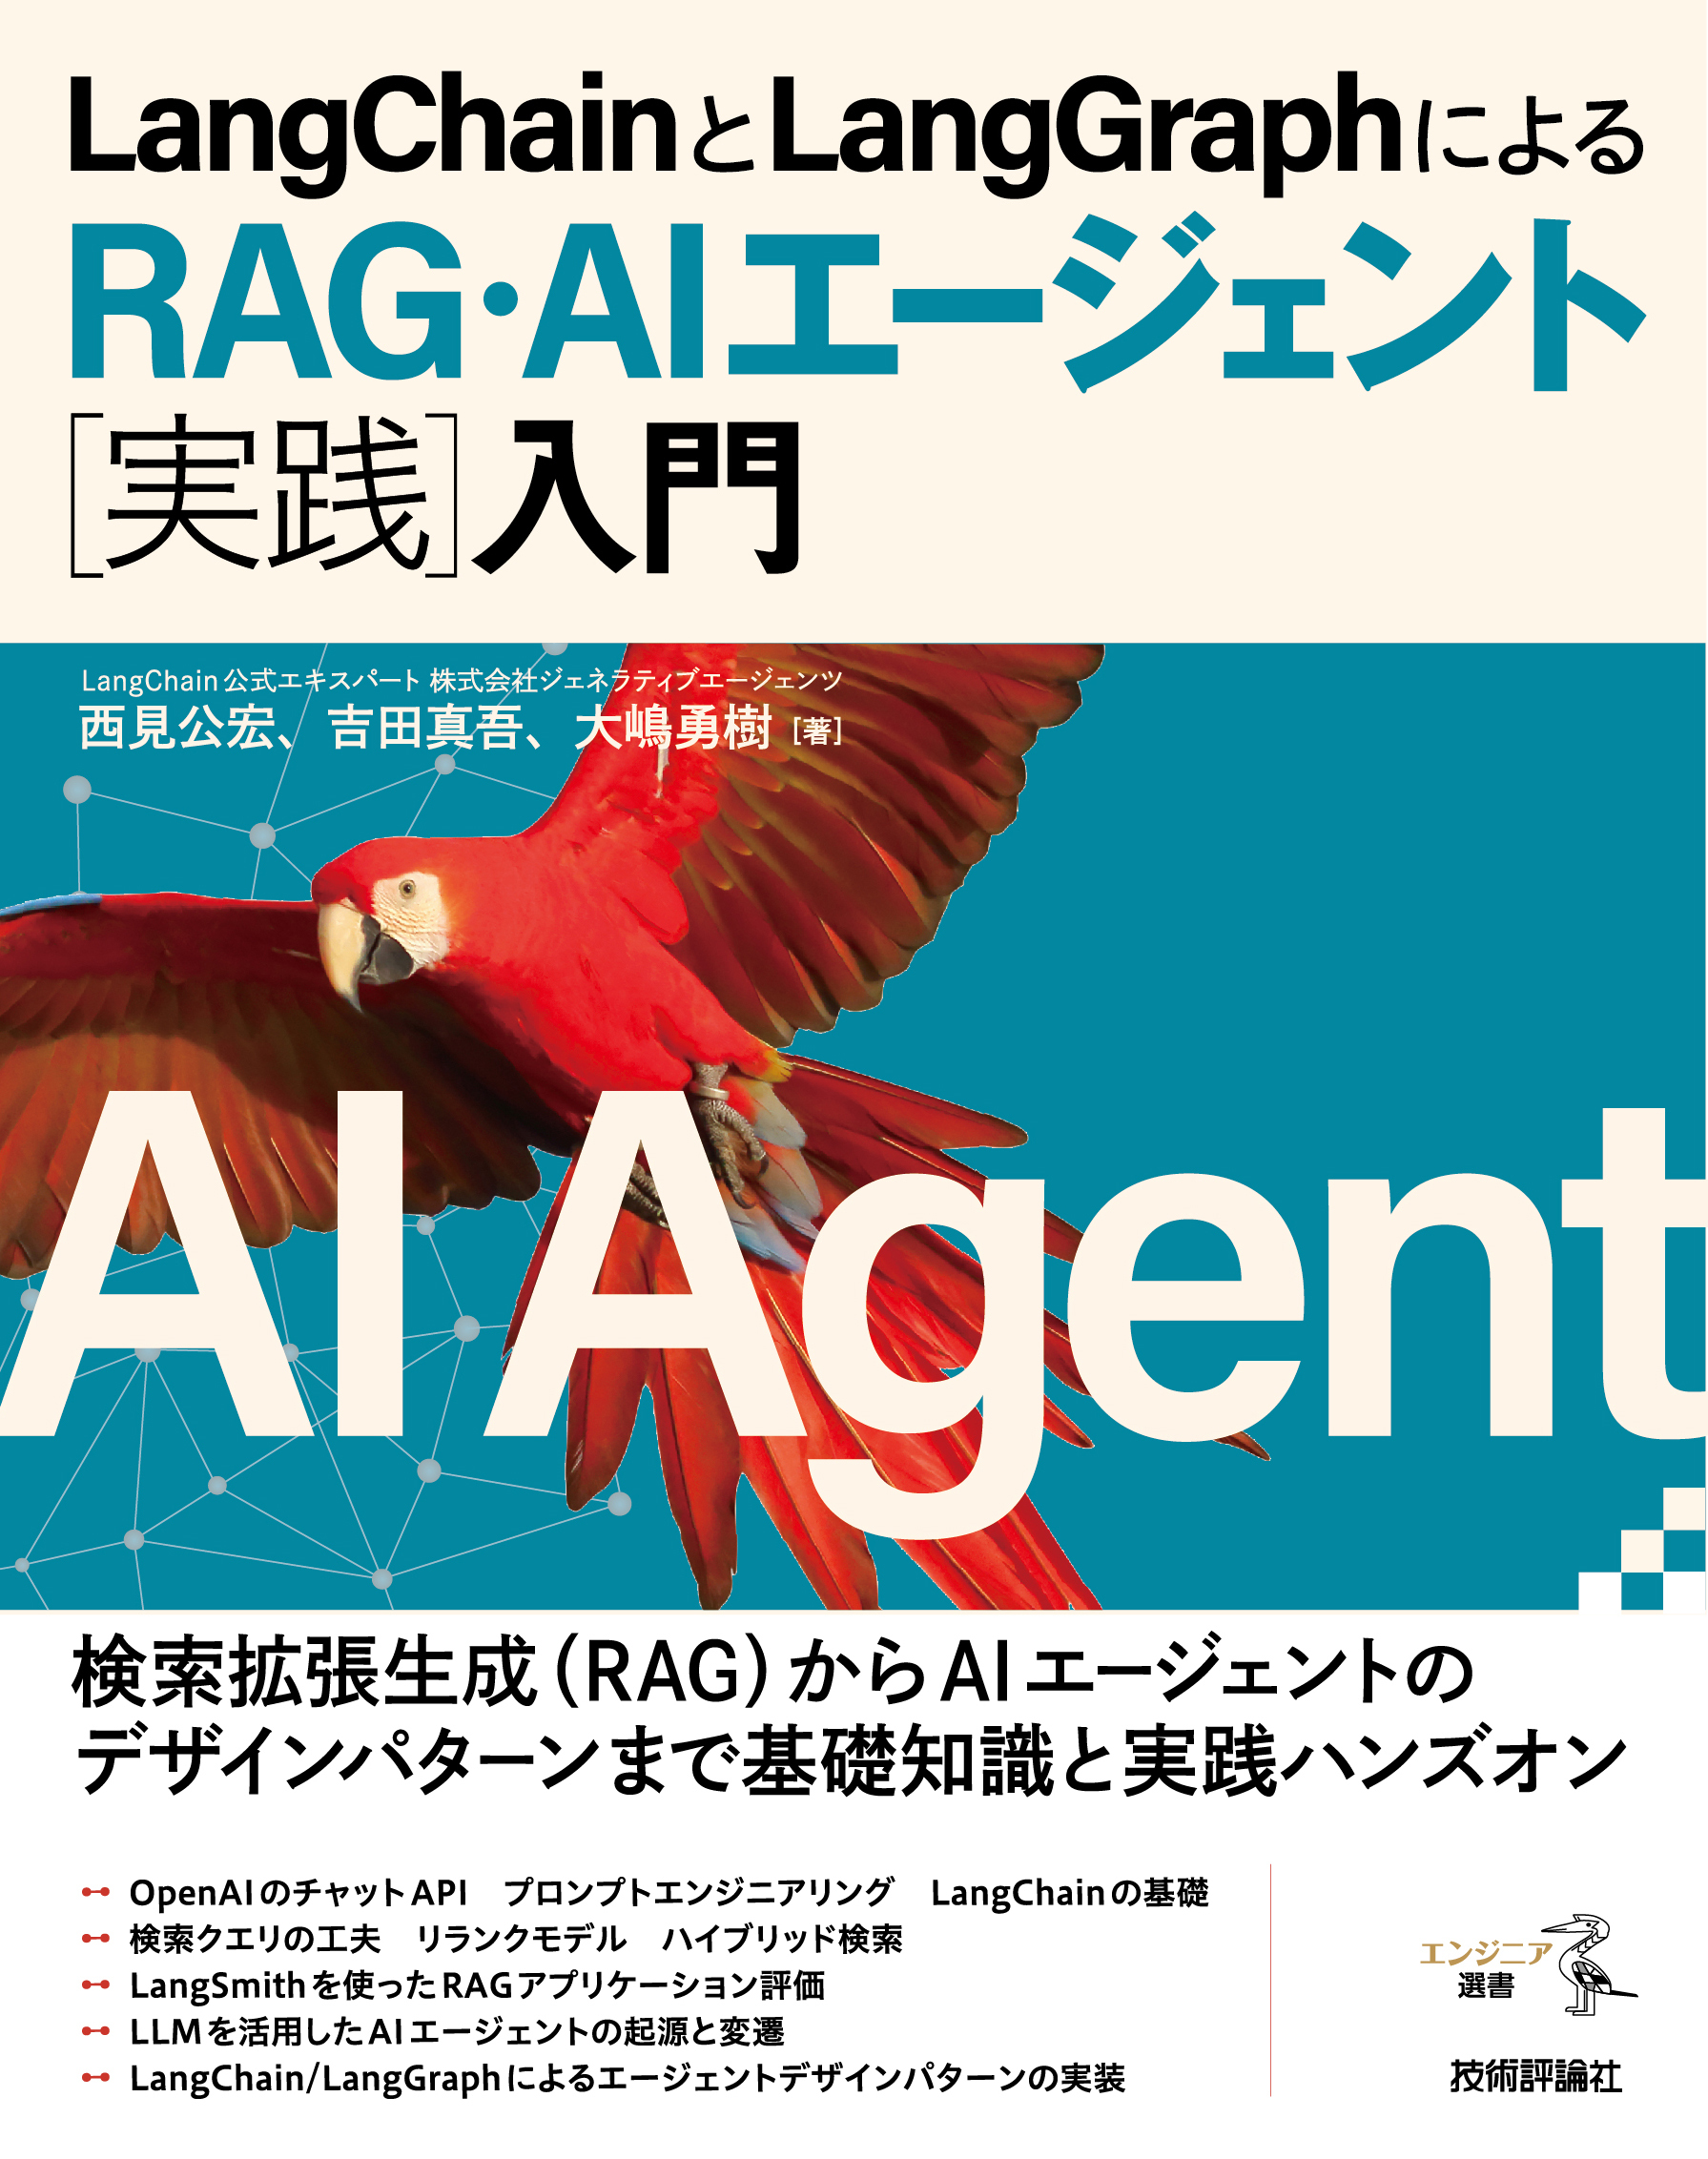 LangChainとLangGraphによる
RAG・AIエージェント
[実践]入門
LangChain公式エキスパート 株式会社ジェネラティブエージェンツ
西見公宏、吉田真吾、大嶋勇樹 [著]
AI Agent
検索拡張生成(RAG)からAIエージェントの
デザインパターンまで基礎知識と実践ハンズオン
OpenAIのチャットAPI　プロンプトエンジニアリング　LangChainの基礎
検索クエリの工夫　リランクモデル　ハイブリッド検索
LangSmithを使ったRAGアプリケーション評価
LLMを活用したAIエージェントの起源と変遷
LangChain/LangGraphによるエージェントデザインパターンの実装
エンジニア
選書
技術評論社